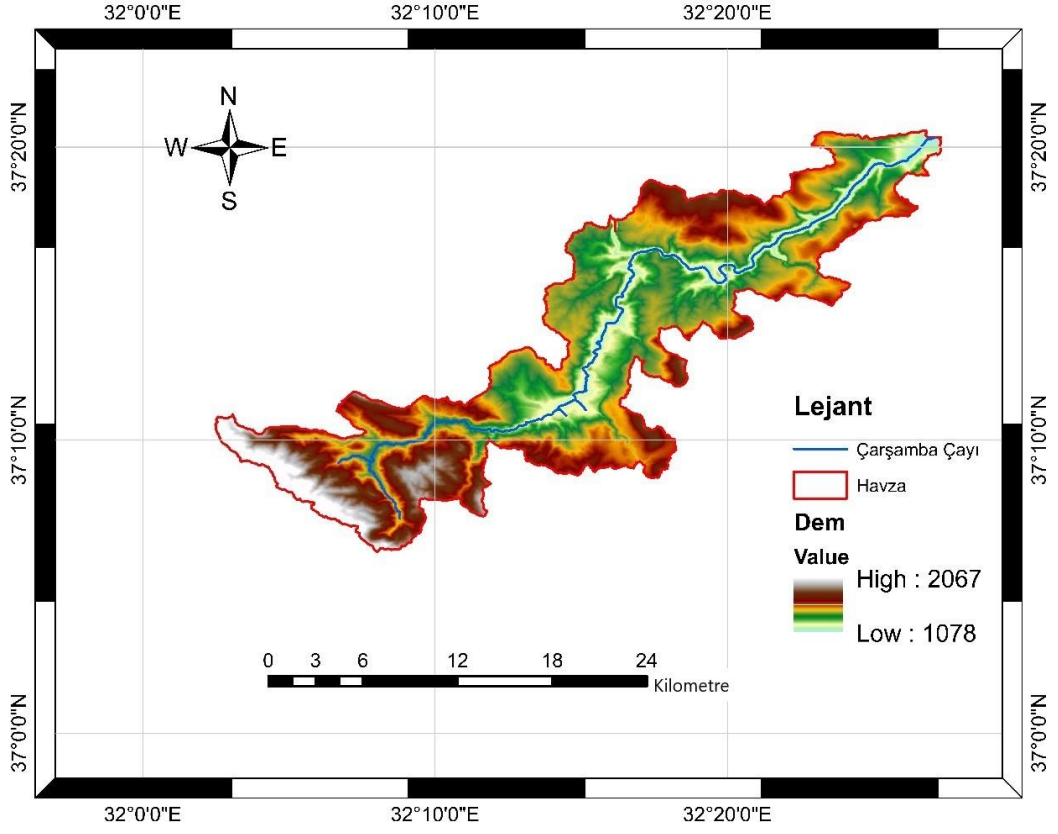 32°0'0"E 32°10'0"E 32°20'0"E
N
W E
S
37°20'0"N 37°20'0"N
37°10'0"N 37°10'0"N
37°0'0"N 37°0'0"N
Lejant
Çarşamba Çayı
Havza
Dem
Value
High : 2067
Low : 1078
0 3 6 12 18 24
Kilometre
32°0'0"E 32°10'0"E 32°20'0"E